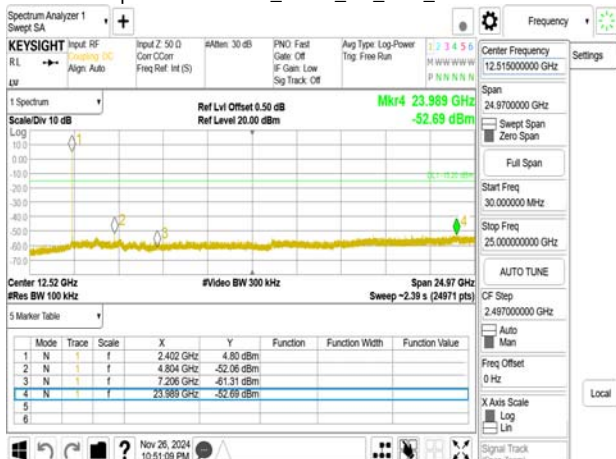 Spectrum Analyzer 1
Swept SA
Frequency
KEYSIGHT
Input: RF
Input Z: 50 Ω
#Atten: 30 dB
PNO: Fast
Avg Type: Log-Power
1 2 3 4 5 6
RL
Coupling: DC
Corr CCorr
Gate: Off
Trig: Free Run
M W W W W W
Align: Auto
Freq Ref: Int (S)
IF Gain: Low
P N N N N N
Sig Track: Off
Center Frequency
12.515000000 GHz
Settings
1 Spectrum
Ref Lvl Offset 0.50 dB
Mkr4 23.989 GHz
Scale/Div 10 dB
Ref Level 20.00 dBm
-52.69 dBm
Span
24.9700000 GHz
Swept Span
Zero Span
Full Span
Start Freq
30.000000 MHz
Stop Freq
25.000000000 GHz
AUTO TUNE
CF Step
2.497000000 GHz
Auto
Man
Freq Offset
0 Hz
X Axis Scale
Log
Lin
Signal Track
Local
Log
10.0
0.00
-10.0
-20.0
-30.0
-40.0
-50.0
-60.0
-70.0
1
2
3
4
Center 12.52 GHz
#Video BW 300 kHz
Span 24.97 GHz
#Res BW 100 kHz
Sweep ~2.39 s (24971 pts)
5 Marker Table
Mode Trace Scale X Y Function Function Width Function Value
1 N 1 f 2.402 GHz 4.80 dBm
2 N 1 f 4.804 GHz -52.06 dBm
3 N 1 f 7.206 GHz -61.31 dBm
4 N 1 f 23.989 GHz -52.69 dBm
5
6
Nov 26, 2024
10:51:09 PM